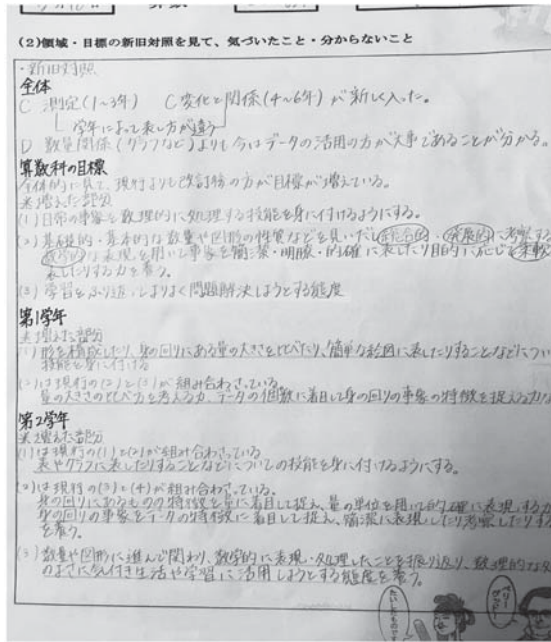 (2)領域・目標の新旧対照を見て、気づいたこと・分からないこと
・新旧対照
全体
C 測定(1~3年) C 変化と関係(4~6年)が新しく入った。
学年によって表し方が違う
D 数量関係(グラフなど)よりも今はデータの活用の方が大事であることが分かる。
算数科の目標
全体的に見て、現行よりも改訂後の方が目標が増えている。
※増えた部分
(1)日常の事象を数理的に処理する技能を身に付けるようにする。
(2)基礎的・基本的な数量や図形の性質などを見いだし統合的・発展的に考察する
数学的な表現を用いて事象を簡潔・明瞭・的確に表したり目的に応じて柔軟
表したりする力を養う。
(3)学習をふり返ってよりよく問題解決しようとする態度
第1学年
※増えた部分
(1)形を構成したり、身の回りにある量の大きさを比べたり、簡単な絵図に表したりすることなどについ
技能を身に付ける
(2)は現行の(2)と(3)が組み合わさっている。
量の大きさの比べ方を考える力、データの個数に着目して身の回りの事象の特徴を捉える力
第2学年
※増えた部分
(1)は現行の(1)と(2)が組み合わさっている
表やグラフに表したりすることなどについての技能を身に付けるようにする。
(2)は現行の(3)と(4)が組み合わさっている。
身の回りにあるものの特徴を量に着目して捉え、量の単位を用いて的確に表現する力
身の回りの事象をデータの特徴に着目して捉え、簡潔に表現したり考察したりする
を養う。
(3)数量や図形に進んで関わり、数学的に表現・処理したことを振り返り、数理的な処
のよさに気付き生活や学習に活用しようとする態度を養う。
ベリーグッド!